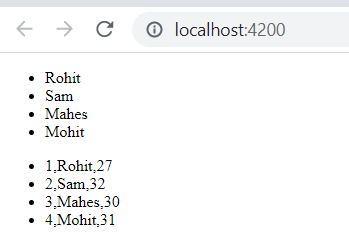 localhost:4200
Rohit
Sam
Mahes
Mohit
1,Rohit,27
2,Sam,32
3,Mahes,30
4,Mohit,31